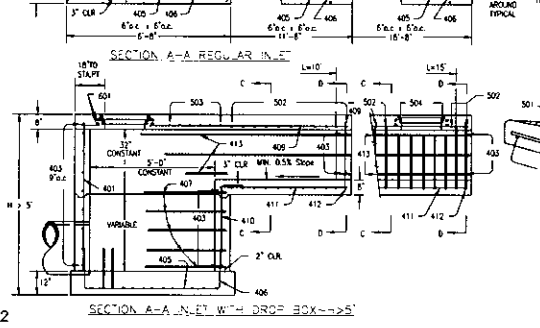 3" CLR 405 406 405 406 405 406 AROUND
TYPICAL
6"o.c x 6"o.c 6"o.c x 6"o.c 6"o.c x 6"o.c
6'-8" 11'-8" 16'-8"
SECTION A-A REGULAR INLET
18" TO
STA.PT
L=10' L=15'
C D C D
601 503 502 502 504 502 501
409
8"
32"
CONSTANT
413 409 403 413 403
5'-0"
CONSTANT
3" CLR MIN. 0.5% Slope
403
9"o.c
401
407
8"
411 412 411 412
H > 5'
VARIABLE
403 410
C D C D
405
2" CLR.
12"
406
SECTION A-A INLET WITH DROP BOX-H>5'
2